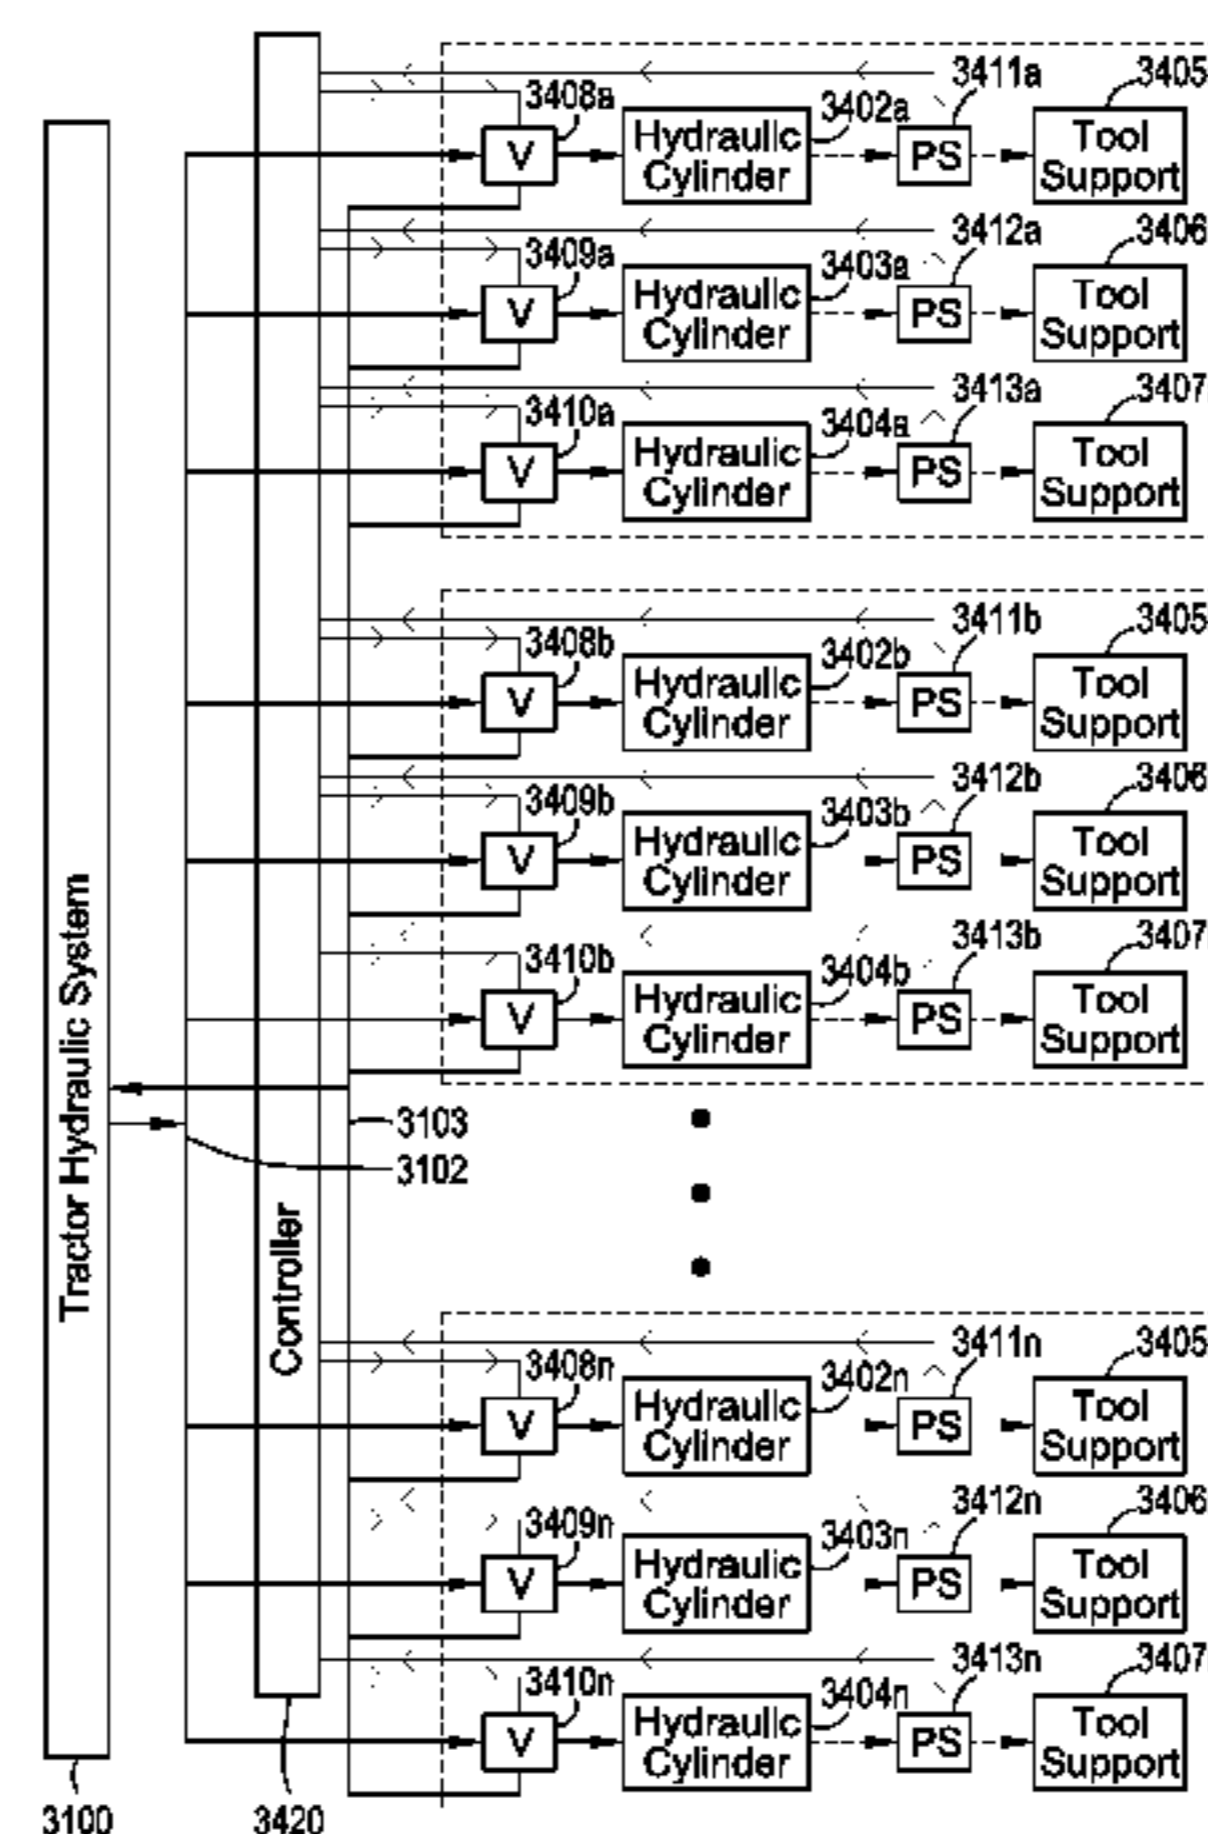 3411a
3405
3408a
3402a
V
Hydraulic
Cylinder
PS
Tool
Support
3412a
3406
3409a
3403a
V
Hydraulic
Cylinder
PS
Tool
Support
3413a
3407
3410a
3404a
V
Hydraulic
Cylinder
PS
Tool
Support
3411b
3405
3408b
3402b
V
Hydraulic
Cylinder
PS
Tool
Support
3412b
3406
3409b
3403b
V
Hydraulic
Cylinder
PS
Tool
Support
3413b
3407
3410b
3404b
V
Hydraulic
Cylinder
PS
Tool
Support
Tractor Hydraulic System
3103
3102
Controller
3411n
3405
3408n
3402n
V
Hydraulic
Cylinder
PS
Tool
Support
3412n
3406
3409n
3403n
V
Hydraulic
Cylinder
PS
Tool
Support
3413n
3407
3410n
3404n
V
Hydraulic
Cylinder
PS
Tool
Support
3100
3420